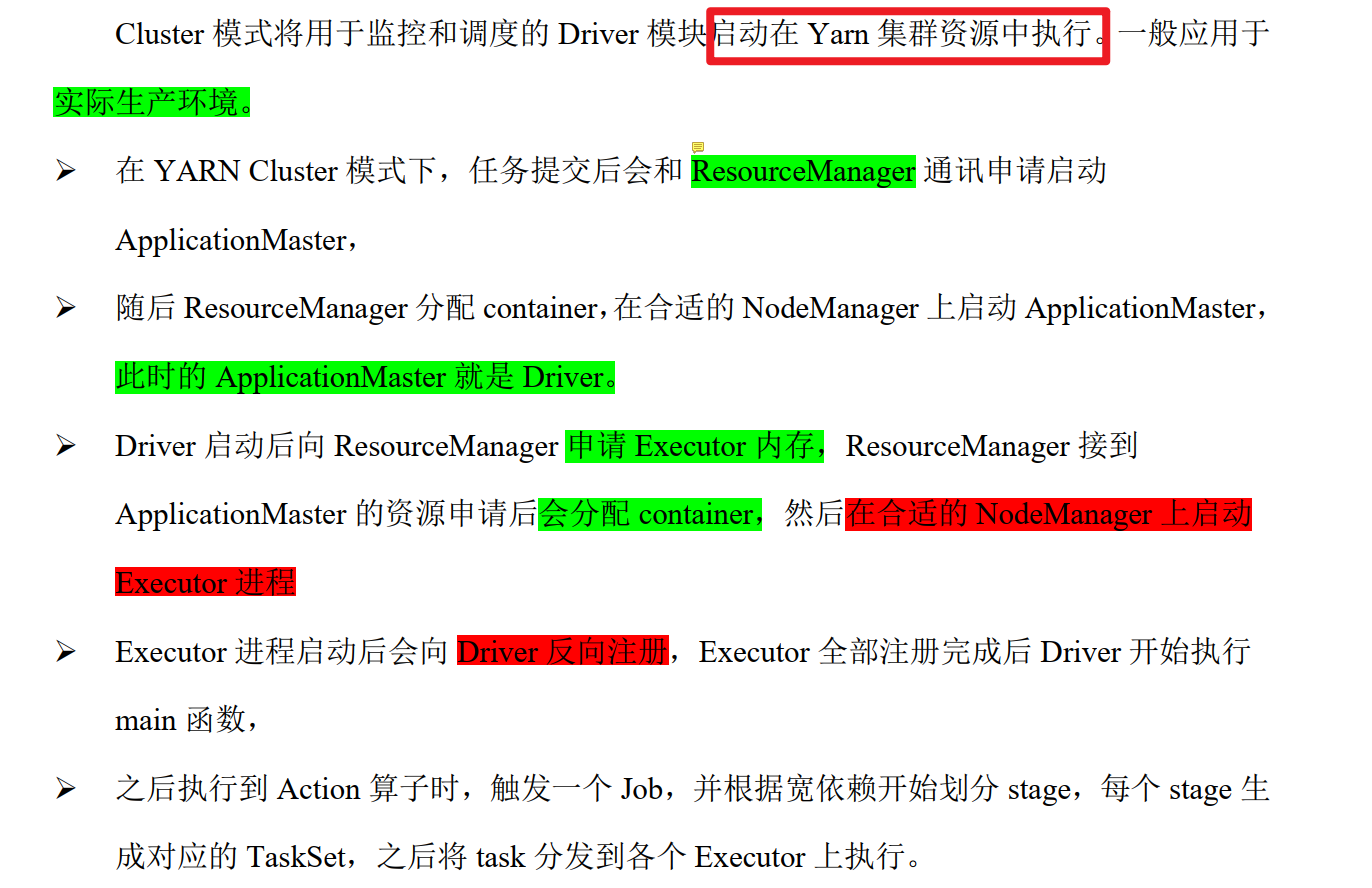 Cluster 模式将用于监控和调度的 Driver 模块启动在 Yarn 集群资源中执行。一般应用于
实际生产环境。
➢ 在 YARN Cluster 模式下，任务提交后会和 ResourceManager 通讯申请启动
ApplicationMaster，
➢ 随后 ResourceManager 分配 container，在合适的 NodeManager 上启动 ApplicationMaster，
此时的 ApplicationMaster 就是 Driver。
➢ Driver 启动后向 ResourceManager 申请 Executor 内存，ResourceManager 接到
ApplicationMaster 的资源申请后会分配 container，然后在合适的 NodeManager 上启动
Executor 进程
➢ Executor 进程启动后会向 Driver 反向注册，Executor 全部注册完成后 Driver 开始执行
main 函数，
➢ 之后执行到 Action 算子时，触发一个 Job，并根据宽依赖开始划分 stage，每个 stage 生
成对应的 TaskSet，之后将 task 分发到各个 Executor 上执行。